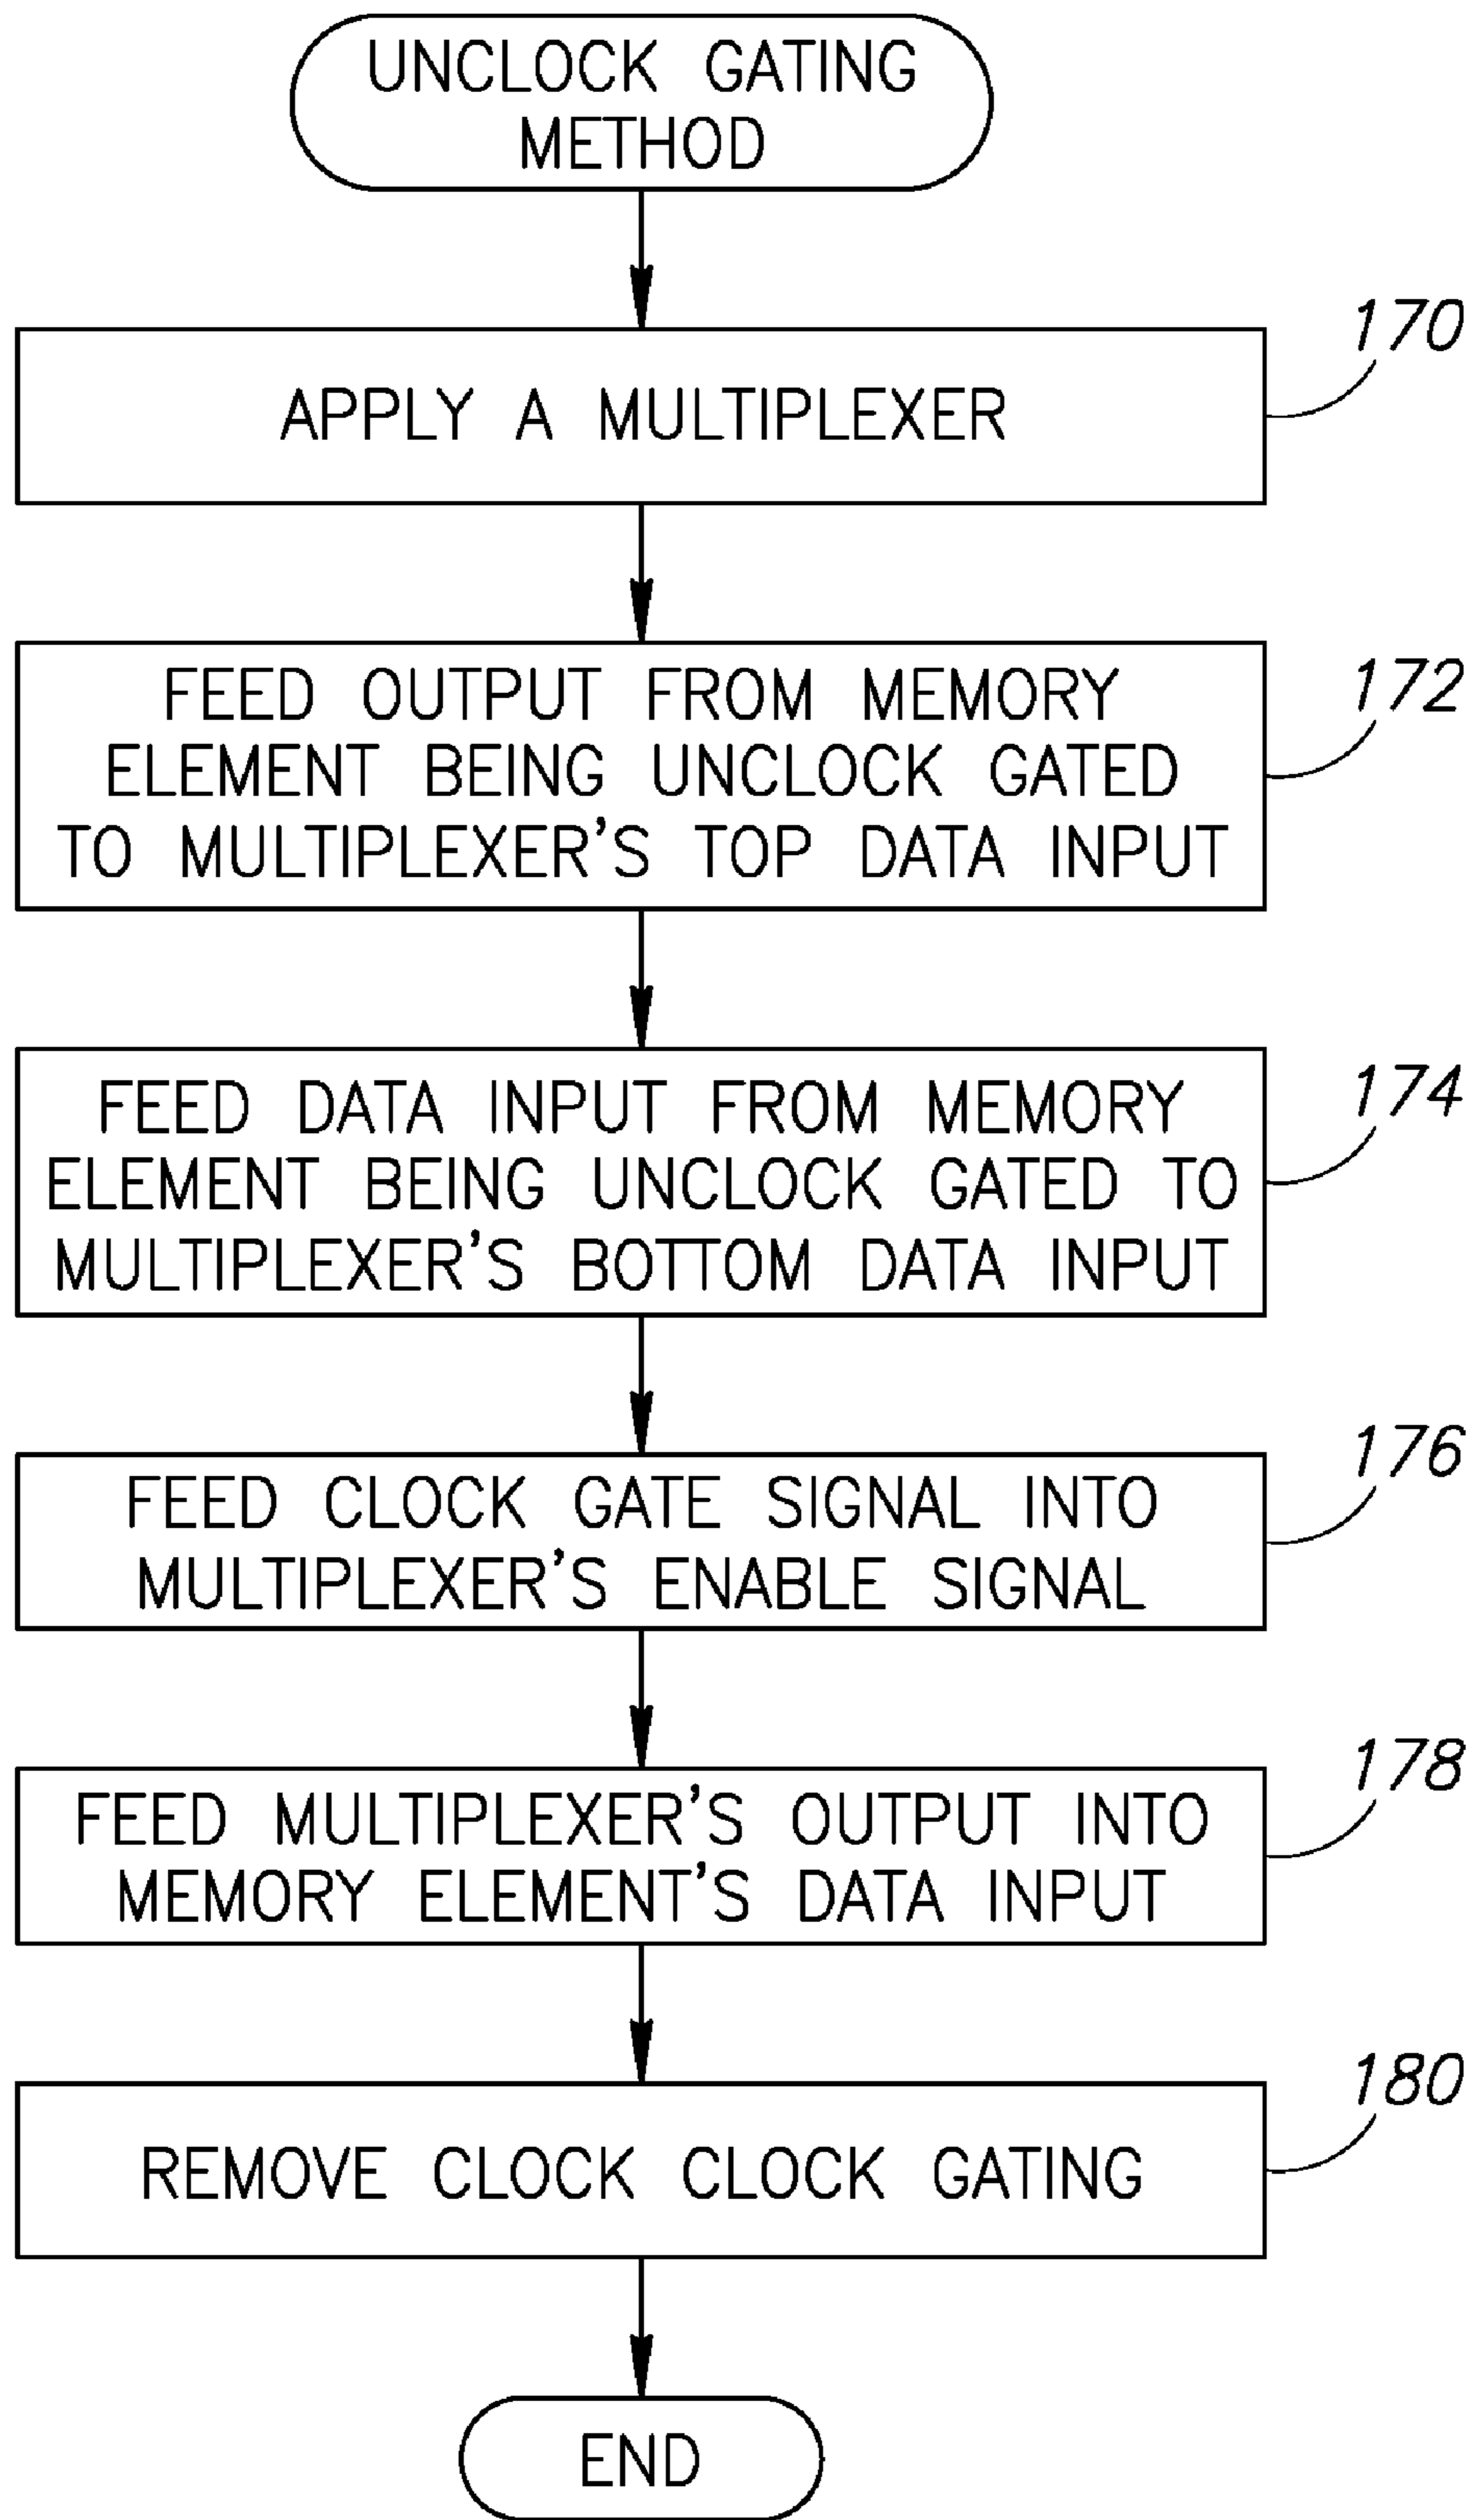 UNCLOCK GATING
METHOD
170
APPLY A MULTIPLEXER
172
FEED OUTPUT FROM MEMORY
ELEMENT BEING UNCLOCK GATED
TO MULTIPLEXER'S TOP DATA INPUT
174
FEED DATA INPUT FROM MEMORY
ELEMENT BEING UNCLOCK GATED TO
MULTIPLEXER'S BOTTOM DATA INPUT
176
FEED CLOCK GATE SIGNAL INTO
MULTIPLEXER'S ENABLE SIGNAL
178
FEED MULTIPLEXER'S OUTPUT INTO
MEMORY ELEMENT'S DATA INPUT
180
REMOVE CLOCK CLOCK GATING
END